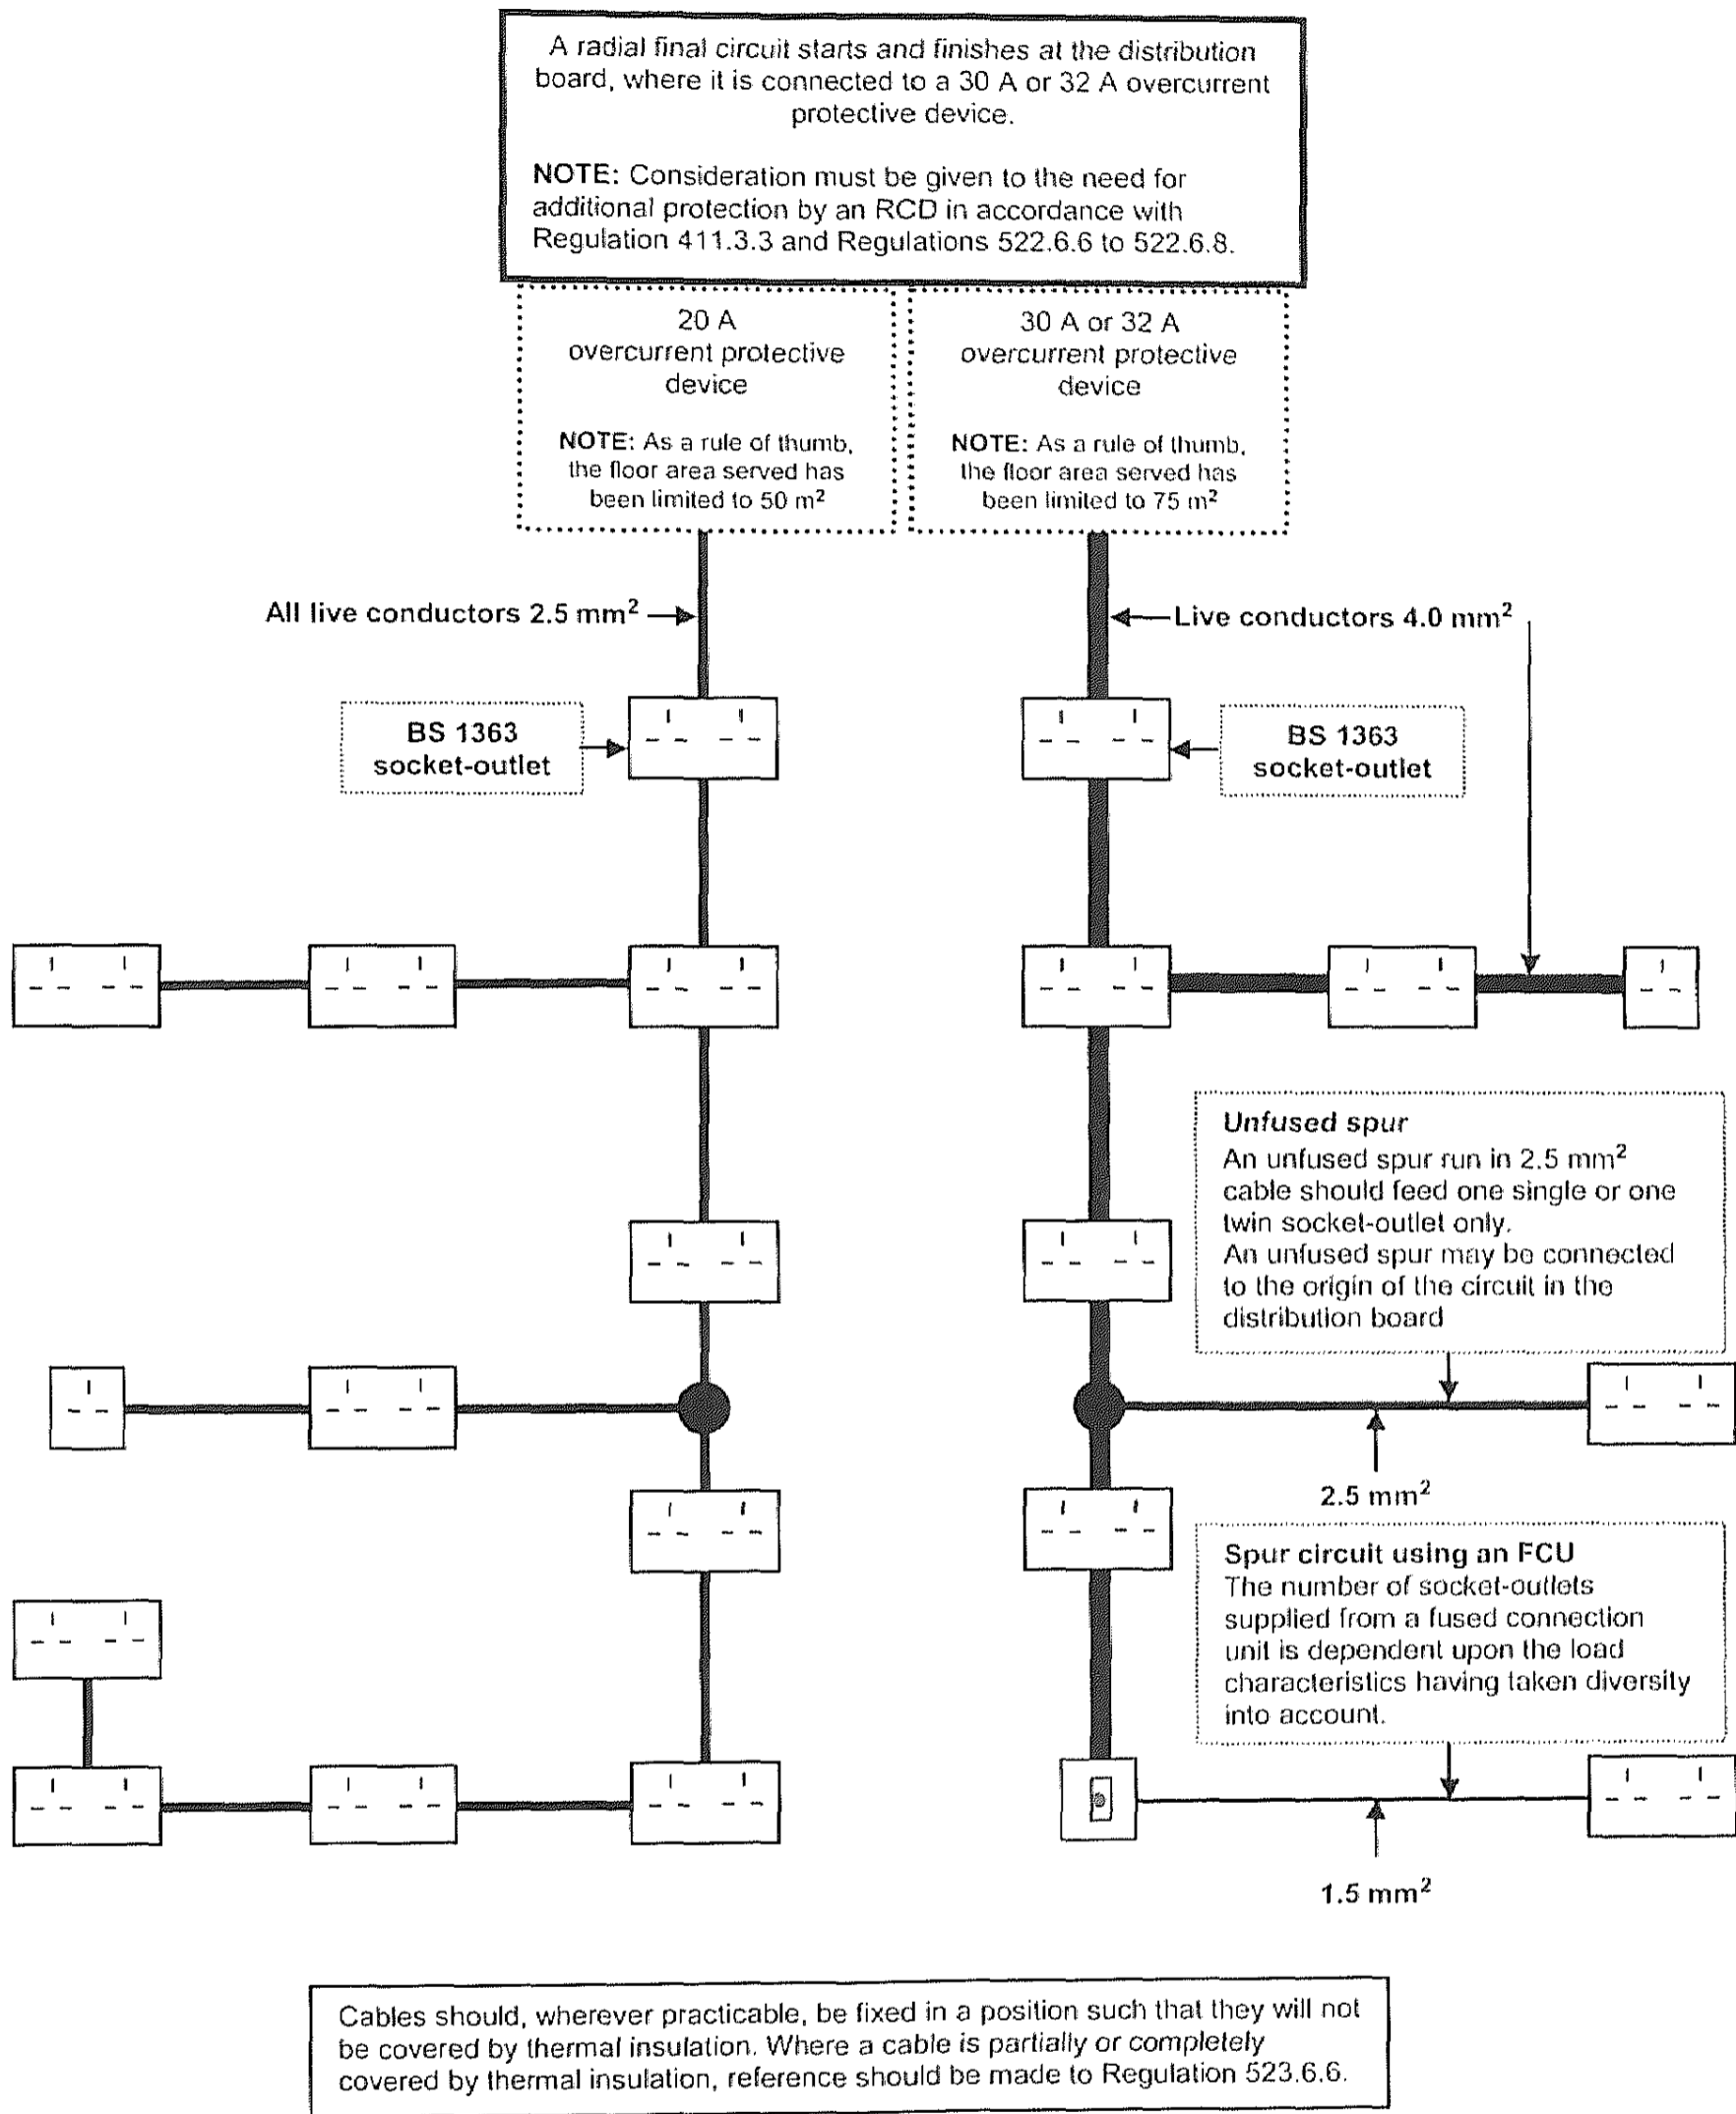 A radial final circuit starts and finishes at the distribution
board, where it is connected to a 30 A or 32 A overcurrent
protective device.
NOTE: Consideration must be given to the need for
additional protection by an RCD in accordance with
Regulation 411.3.3 and Regulations 522.6.6 to 522.6.8.
20 A
overcurrent protective
device
NOTE: As a rule of thumb,
the floor area served has
been limited to 50 m²
30 A or 32 A
overcurrent protective
device
NOTE: As a rule of thumb,
the floor area served has
been limited to 75 m²
All live conductors 2.5 mm²
Live conductors 4.0 mm²
BS 1363
socket-outlet
BS 1363
socket-outlet
Unfused spur
An unfused spur run in 2.5 mm²
cable should feed one single or one
twin socket-outlet only.
An unfused spur may be connected
to the origin of the circuit in the
distribution board
2.5 mm²
Spur circuit using an FCU
The number of socket-outlets
supplied from a fused connection
unit is dependent upon the load
characteristics having taken diversity
into account.
1.5 mm²
Cables should, wherever practicable, be fixed in a position such that they will not
be covered by thermal insulation. Where a cable is partially or completely
covered by thermal insulation, reference should be made to Regulation 523.6.6.